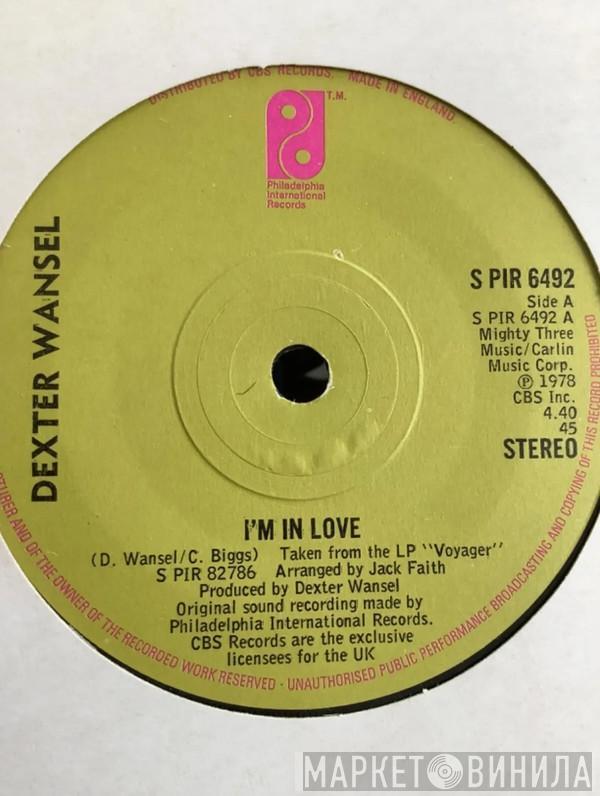 DISTRIBUTED BY CBS RECORDS. MADE IN ENGLAND.
T.M.
Philadelphia
International
Records
DEXTER WANSEL
S PIR 6492
Side A
S PIR 6492 A
Mighty Three
Music/Carlin
Music Corp.
℗ 1978
CBS Inc.
4.40
45
STEREO
I'M IN LOVE
(D. Wansel/C. Biggs) Taken from the LP "Voyager"
S PIR 82786 Arranged by Jack Faith
Produced by Dexter Wansel
Original sound recording made by
Philadelphia International Records.
CBS Records are the exclusive
licensees for the UK
AND OF THE OWNER OF THE RECORDED WORK RESERVED - UNAUTHORISED PUBLIC PERFORMANCE BROADCASTING AND COPYING OF THIS RECORD PROHIBITED
МАРКЕТ ВИНИЛА